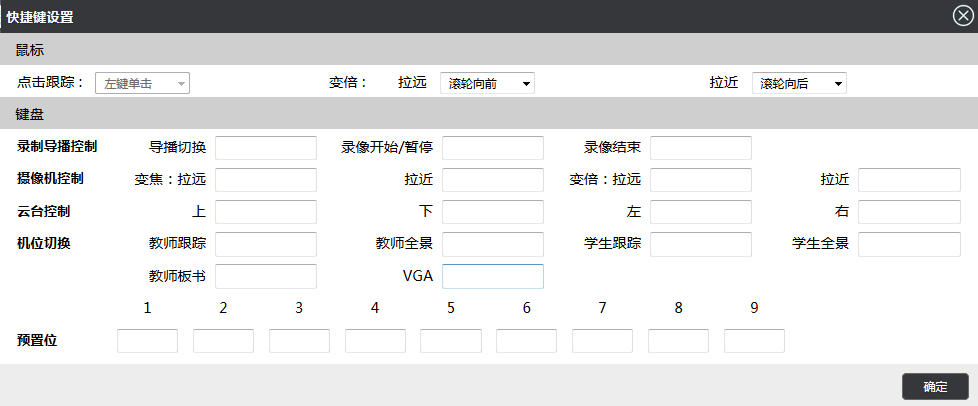 快捷键设置
鼠标
点击跟踪： 左键单击 变倍： 拉远 滚轮向前 拉近 滚轮向后
键盘
录制导播控制 导播切换 录像开始/暂停 录像结束
摄像机控制 变焦：拉远 拉近 变倍：拉远 拉近
云台控制 上 下 左 右
机位切换 教师跟踪 教师全景 学生跟踪 学生全景
教师板书 VGA
1 2 3 4 5 6 7 8 9
预置位
确定